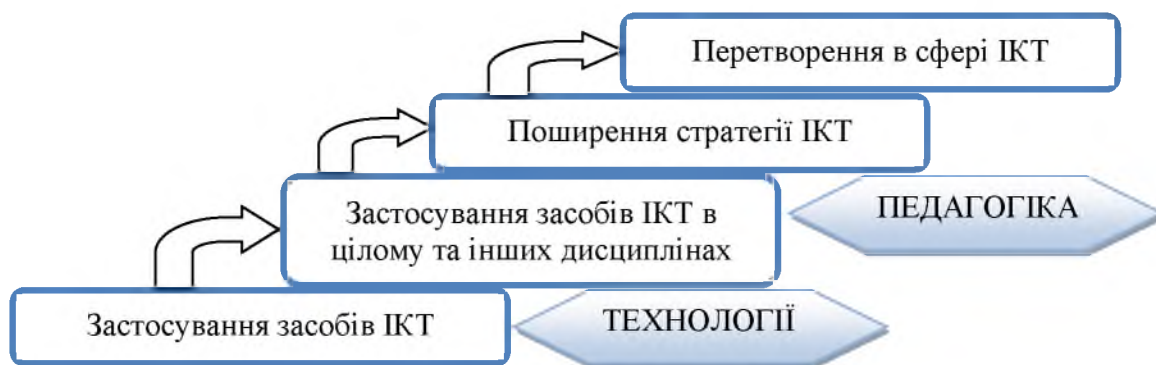 Перетворення в сфері ІКТ
Поширення стратегії ІКТ
Застосування засобів ІКТ в
цілому та інших дисциплінах
ПЕДАГОГІКА
Застосування засобів ІКТ
ТЕХНОЛОГІЇ